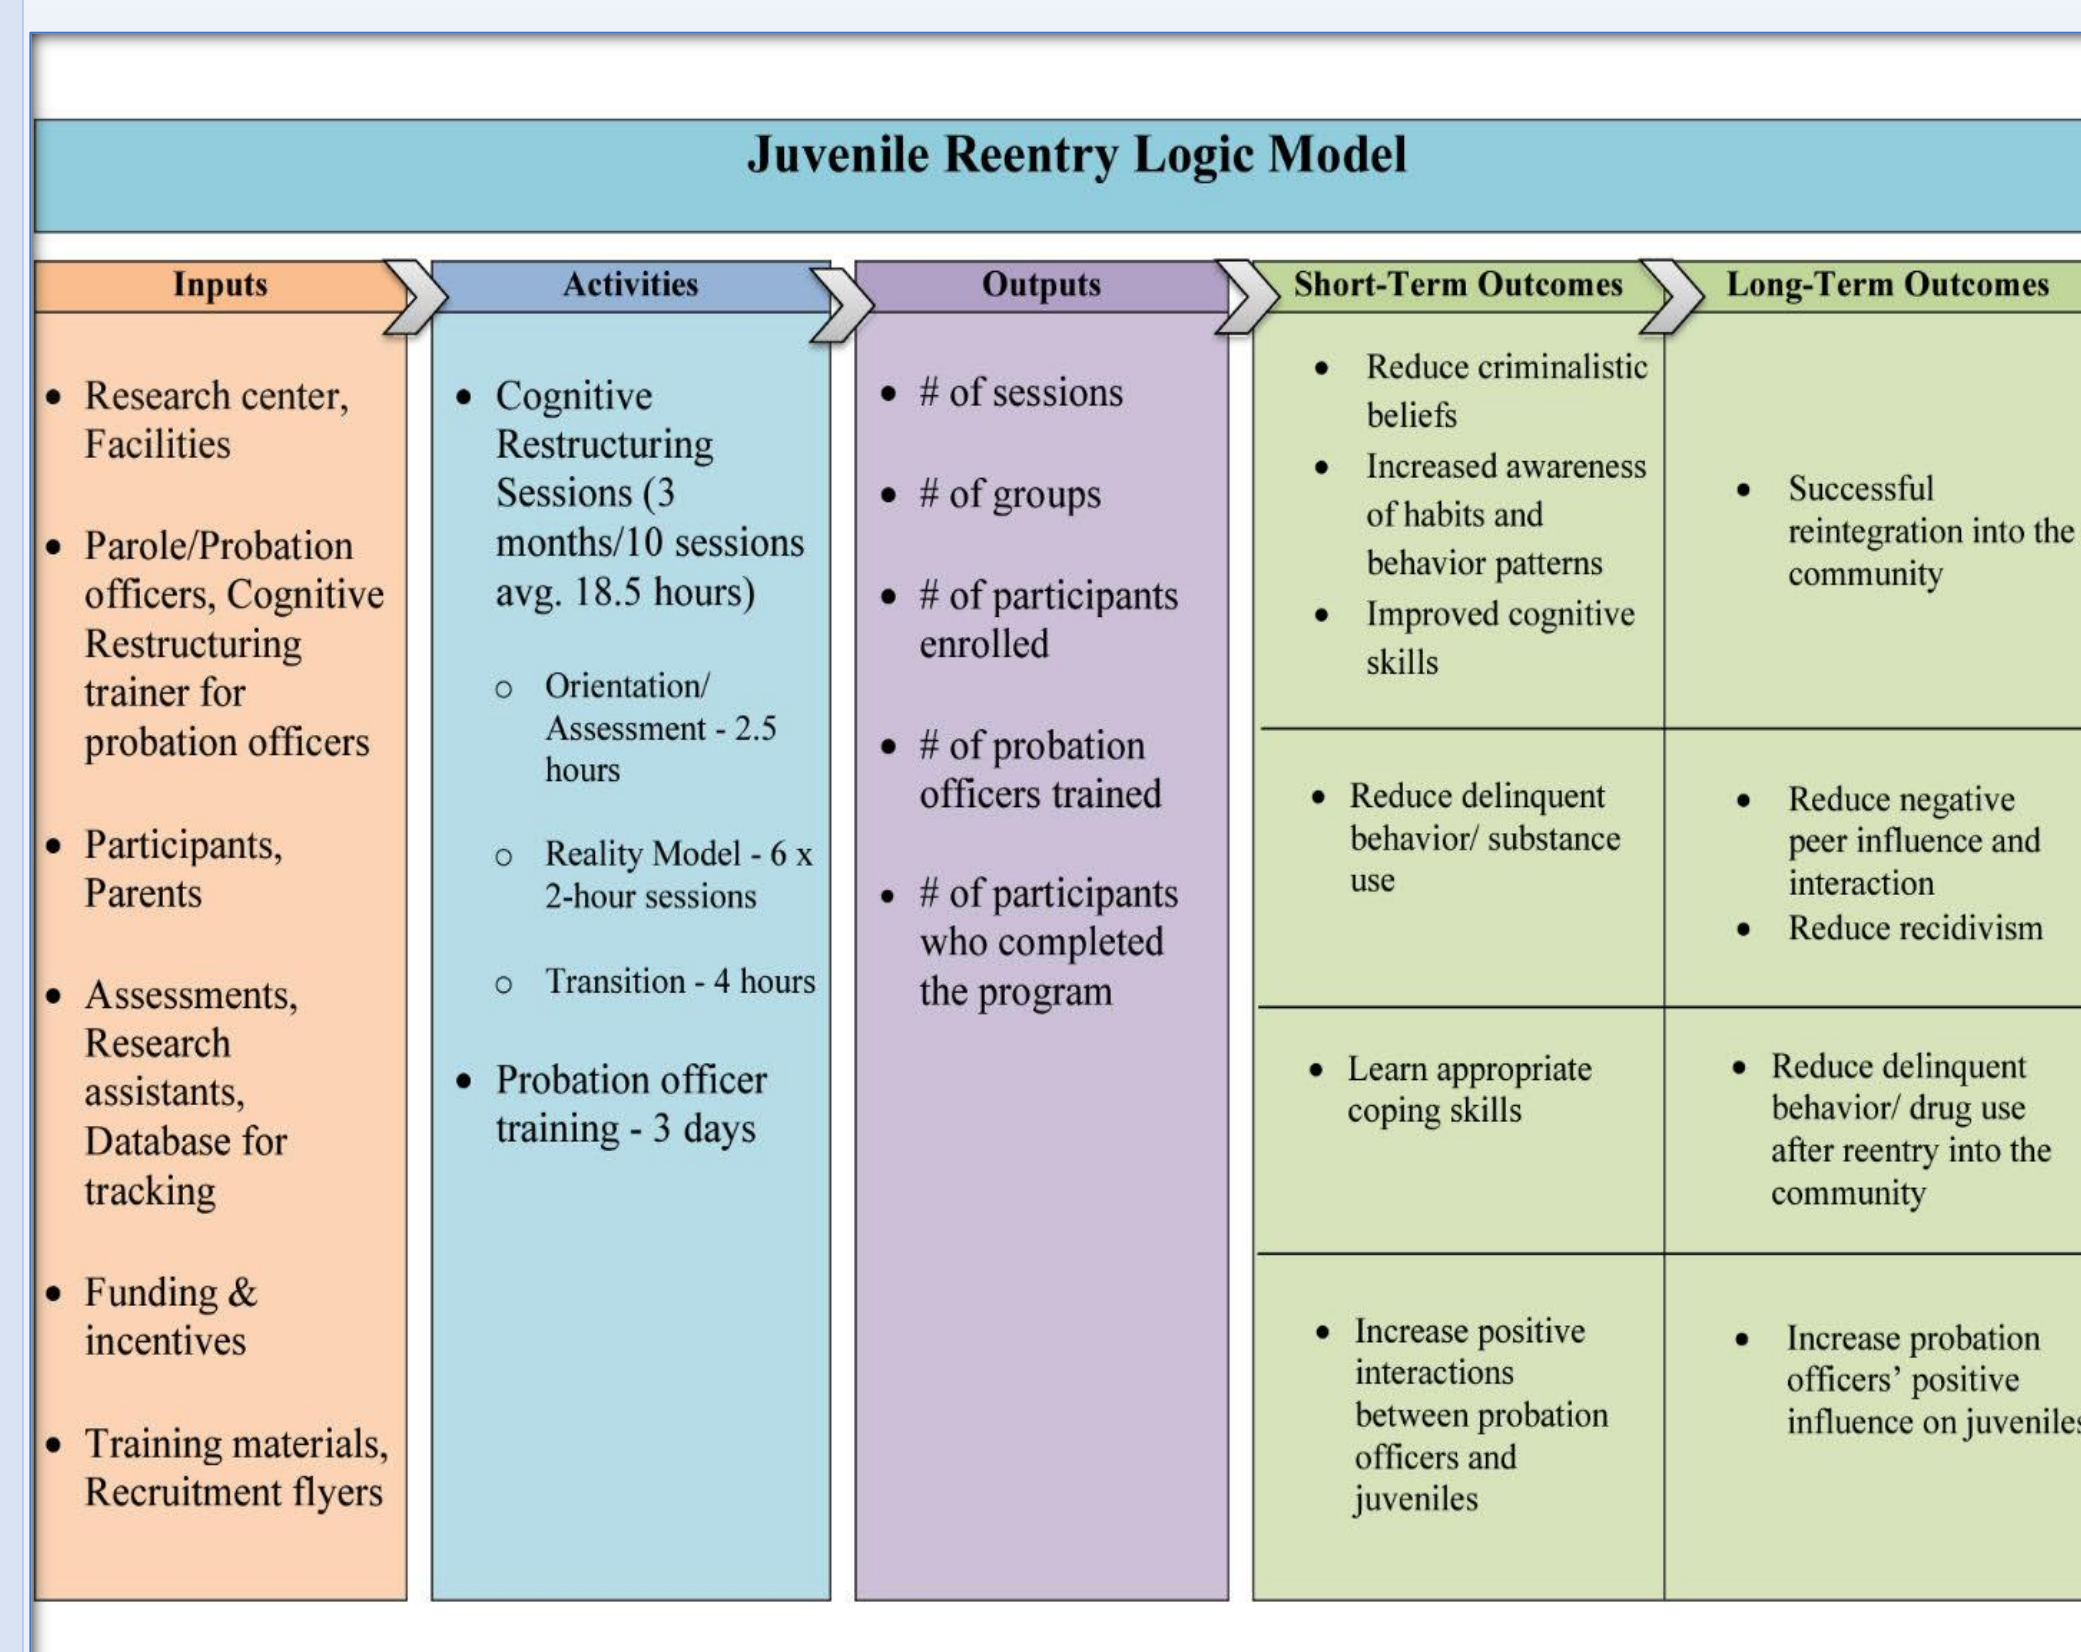 Juvenile Reentry Logic Model
Inputs
• Research center,
Facilities
• Parole/Probation
officers, Cognitive
Restructuring
trainer for
probation officers
• Participants,
Parents
• Assessments,
Research
assistants,
Database for
tracking
• Funding &
incentives
• Training materials,
Recruitment flyers
Activities
• Cognitive
Restructuring
Sessions (3
months/10 sessions
avg. 18.5 hours)
o Orientation/
Assessment - 2.5
hours
o Reality Model - 6 x
2-hour sessions
o Transition - 4 hours
• Probation officer
training - 3 days
Outputs
• # of sessions
• # of groups
• # of participants
enrolled
• # of probation
officers trained
• # of participants
who completed
the program
Short-Term Outcomes
• Reduce criminalistic
beliefs
• Increased awareness
of habits and
behavior patterns
• Improved cognitive
skills
• Reduce delinquent
behavior/ substance
use
• Learn appropriate
coping skills
• Increase positive
interactions
between probation
officers and
juveniles
Long-Term Outcomes
• Successful
reintegration into the
community
• Reduce negative
peer influence and
interaction
• Reduce recidivism
• Reduce delinquent
behavior/ drug use
after reentry into the
community
• Increase probation
officers’ positive
influence on juveniles